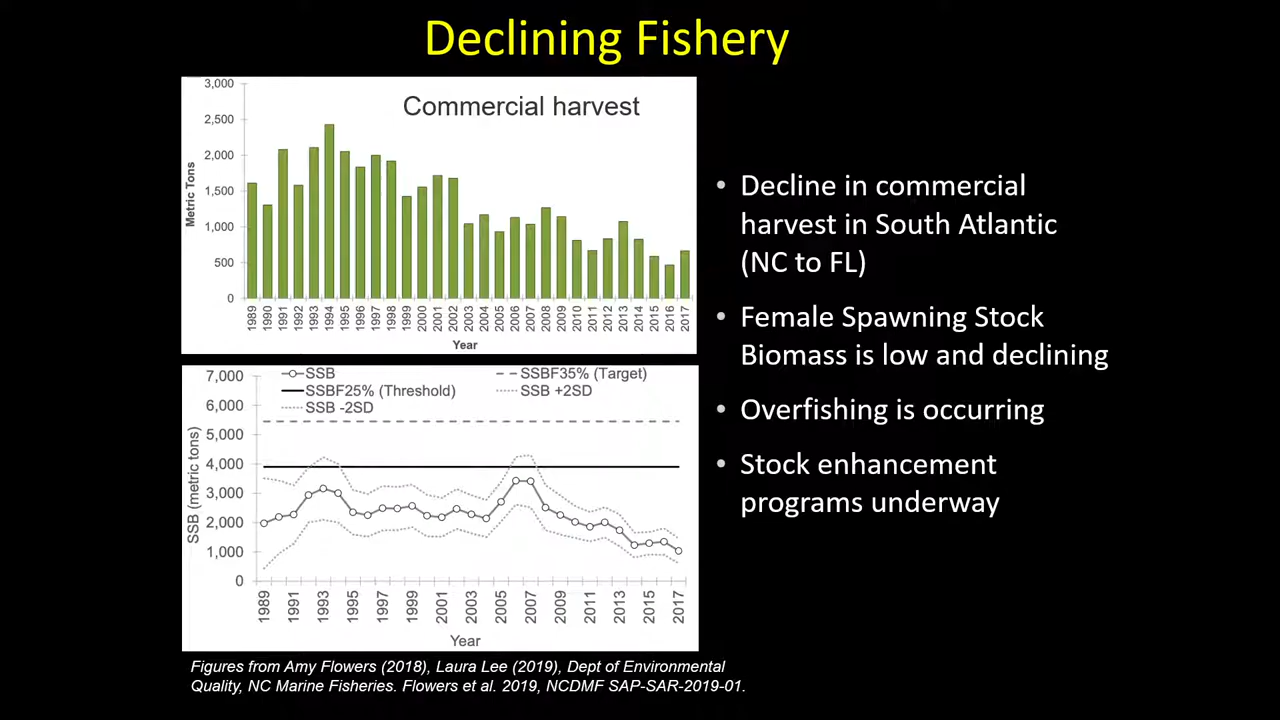 Declining Fishery
Commercial harvest
3,000
2,500
2,000
1,500
1,000
500
0
Metric Tons
1989 1990 1991 1992 1993 1994 1995 1996 1997 1998 1999 2000 2001 2002 2003 2004 2005 2006 2007 2008 2009 2010 2011 2012 2013 2014 2015 2016 2017
Year
SSB
SSBF35% (Target)
SSBF25% (Threshold)
SSB +2SD
SSB -2SD
7,000
6,000
5,000
4,000
3,000
2,000
1,000
0
SSB (metric tons)
1989 1991 1993 1995 1997 1999 2001 2003 2005 2007 2009 2011 2013 2015 2017
Year
Figures from Amy Flowers (2018), Laura Lee (2019), Dept of Environmental
Quality, NC Marine Fisheries. Flowers et al. 2019, NCDMF SAP-SAR-2019-01.
• Decline in commercial
harvest in South Atlantic
(NC to FL)
• Female Spawning Stock
Biomass is low and declining
• Overfishing is occurring
• Stock enhancement
programs underway